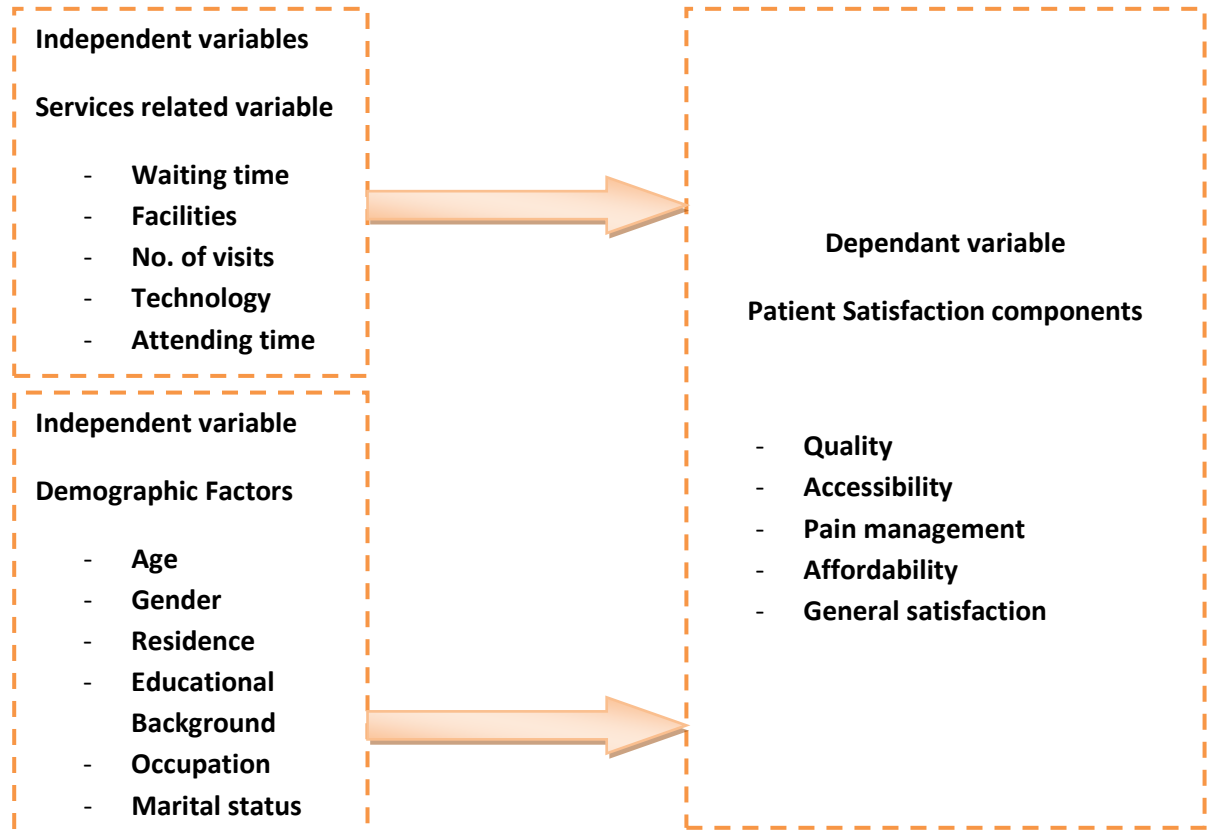 Independent variables
Services related variable
- Waiting time
- Facilities
- No. of visits
- Technology
- Attending time
Independent variable
Demographic Factors
- Age
- Gender
- Residence
- Educational
Background
- Occupation
- Marital status
Dependant variable
Patient Satisfaction components
- Quality
- Accessibility
- Pain management
- Affordability
- General satisfaction